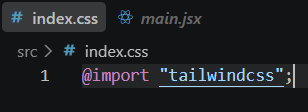 # index.css
main.jsx
src > # index.css
1 @import "tailwindcss";